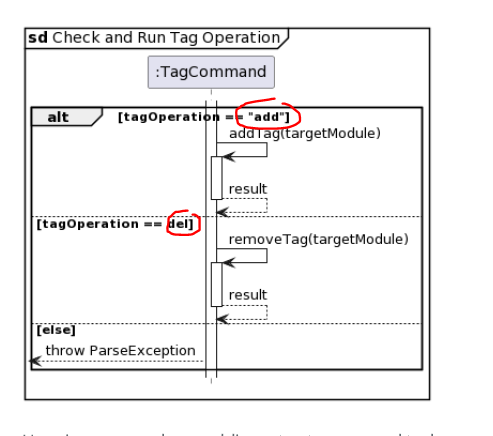 sd Check and Run Tag Operation
:TagCommand
alt
[tagOperation == "add"]
addTag(targetModule)
result
[tagOperation == del]
removeTag(targetModule)
result
[else]
throw ParseException